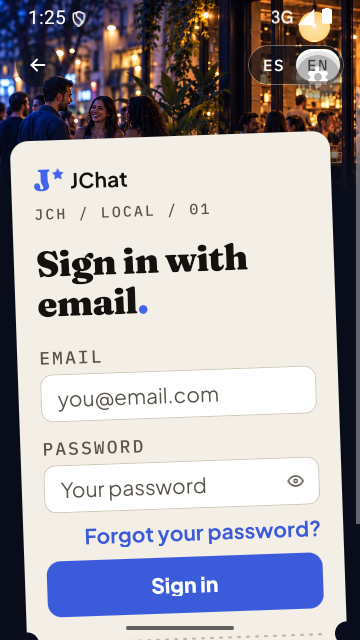 1:25
3G
ES EN
J JChat
JCH / LOCAL / 01
Sign in with
email.
EMAIL
you@email.com
PASSWORD
Your password
Forgot your password?
Sign in